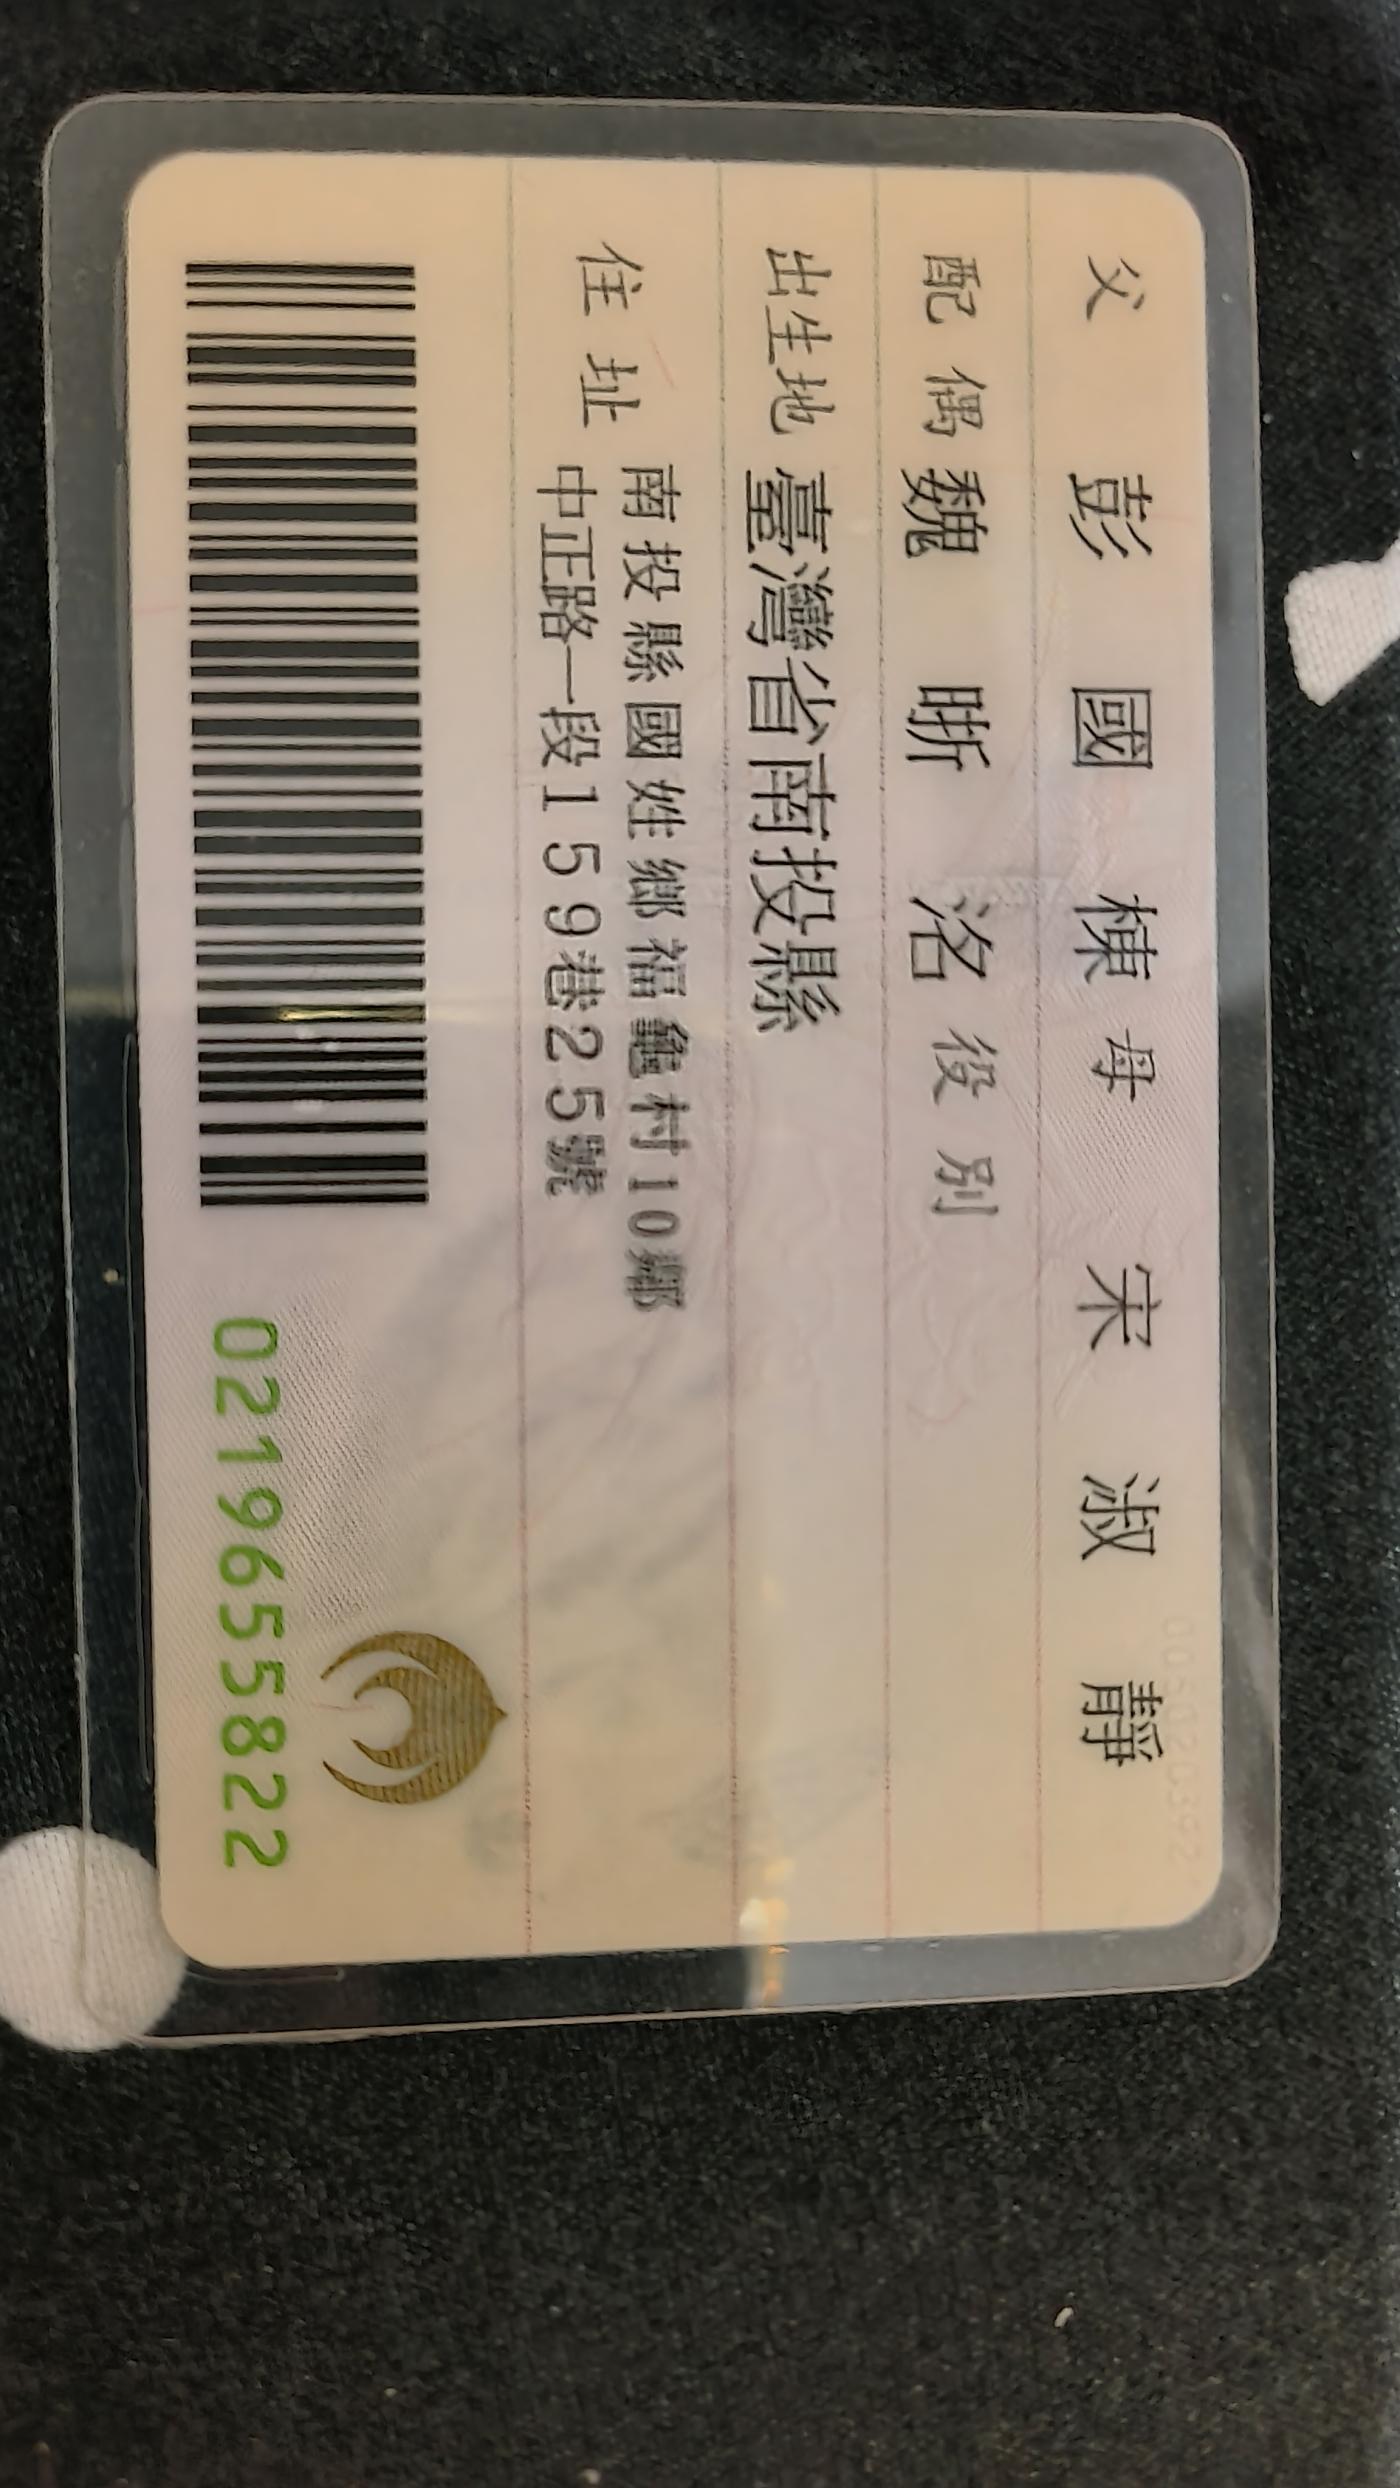 父 彭國棟 母 宋淑靜
配偶 魏晣洺 役別
出生地 臺灣省南投縣
住址 南投縣國姓鄉福龜村10鄰
中正路一段159巷25號
0219655822